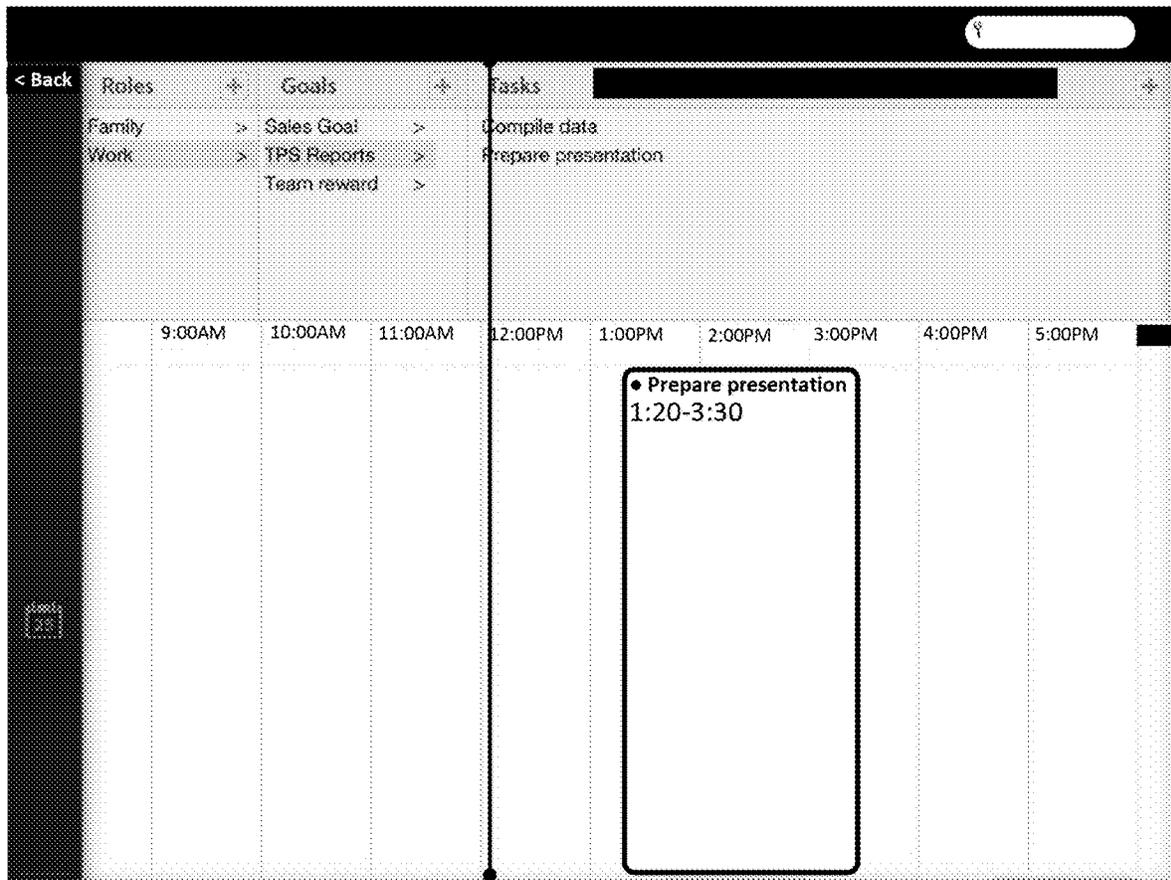 < Back
Roles + Goals + Tasks +
Family > Sales Goal > Compile data
Work > TPS Reports > Prepare presentation
Team reward >
9:00AM 10:00AM 11:00AM 12:00PM 1:00PM 2:00PM 3:00PM 4:00PM 5:00PM
• Prepare presentation
1:20-3:30